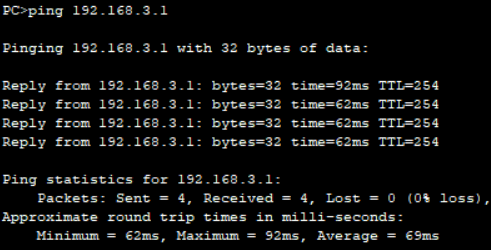 PC>ping 192.168.3.1
Pinging 192.168.3.1 with 32 bytes of data:
Reply from 192.168.3.1: bytes=32 time=92ms TTL=254
Reply from 192.168.3.1: bytes=32 time=62ms TTL=254
Reply from 192.168.3.1: bytes=32 time=62ms TTL=254
Reply from 192.168.3.1: bytes=32 time=62ms TTL=254
Ping statistics for 192.168.3.1:
Packets: Sent = 4, Received = 4, Lost = 0 (0% loss),
Approximate round trip times in milli-seconds:
Minimum = 62ms, Maximum = 92ms, Average = 69ms